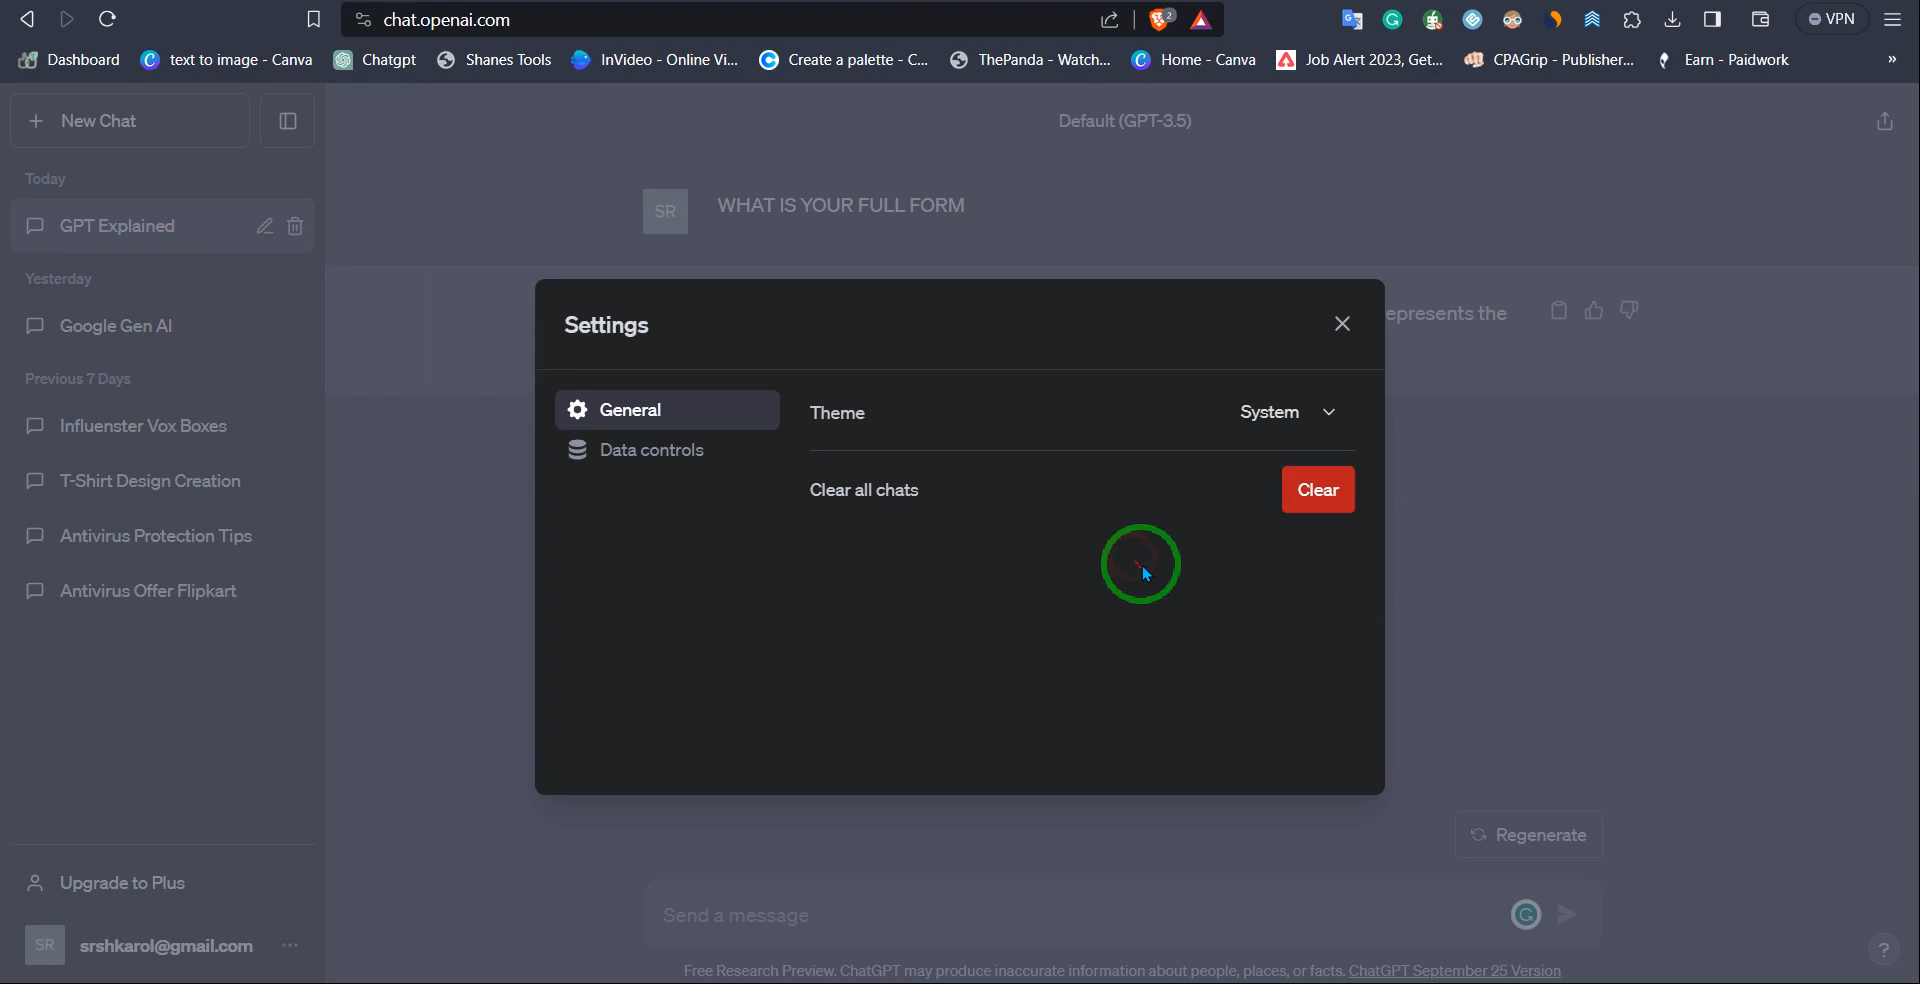 chat.openai.com
2
VPN
Dashboard
text to image - Canva
Chatgpt
Shanes Tools
InVideo - Online Vi...
Create a palette - C...
ThePanda - Watch...
Home - Canva
Job Alert 2023, Get...
CPAGrip - Publisher...
Earn - Paidwork
»
+ New Chat
Default (GPT-3.5)
Today
GPT Explained
Yesterday
Google Gen AI
Previous 7 Days
Influenster Vox Boxes
T-Shirt Design Creation
Antivirus Protection Tips
Antivirus Offer Flipkart
Upgrade to Plus
SR
srshkarol@gmail.com
...
SR
WHAT IS YOUR FULL FORM
epresents the
Settings
General
Data controls
Theme
System
Clear all chats
Clear
Regenerate
Send a message
Free Research Preview. ChatGPT may produce inaccurate information about people, places, or facts. ChatGPT September 25 Version
?